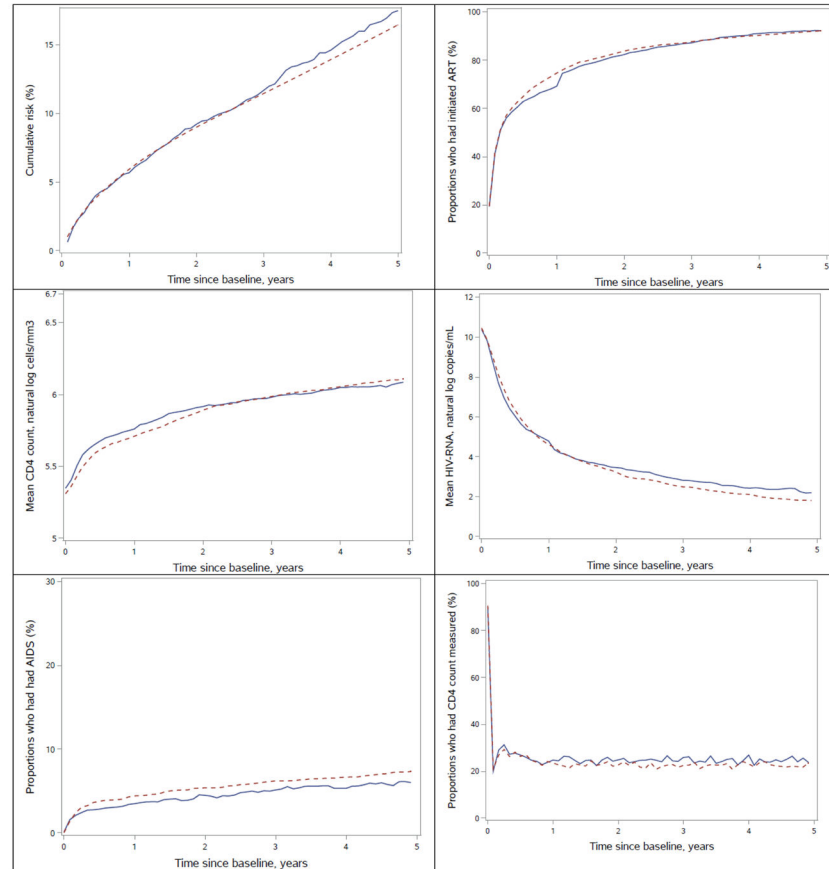 Cumulative risk (%)
15
10
5
0
0 1 2 3 4 5
Time since baseline, years
Proportions who had initiated ART (%)
100
80
60
40
20
0
0 1 2 3 4 5
Time since baseline, years
Mean CD4 count, natural log cells/mm3
6.7
6.5
6
5.5
5
0 1 2 3 4 5
Time since baseline, years
Mean HIV-RNA, natural log copies/mL
12
10
8
6
4
2
0
0 1 2 3 4 5
Time since baseline, years
Proportions who had had AIDS (%)
30
20
10
0
0 1 2 3 4 5
Time since baseline, years
Proportions who had CD4 count measured (%)
100
80
60
40
20
0
0 1 2 3 4 5
Time since baseline, years